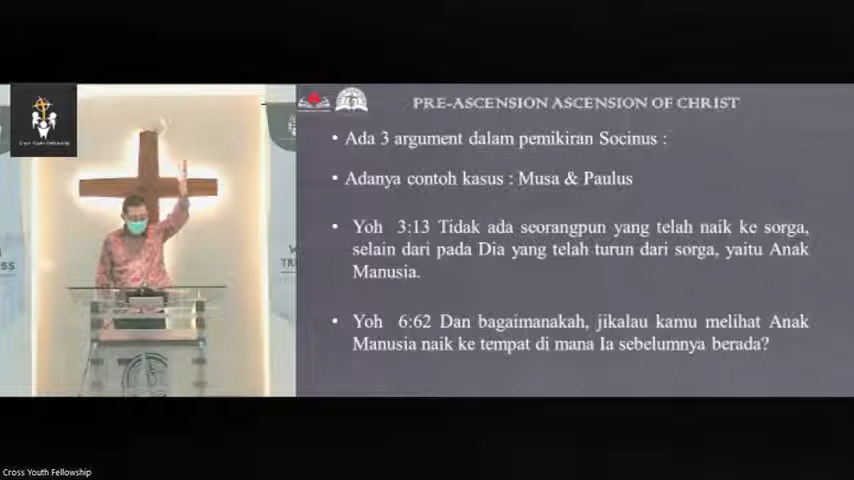 PRE-ASCENSION ASCENSION OF CHRIST
• Ada 3 argument dalam pemikiran Socinus :
• Adanya contoh kasus : Musa & Paulus
• Yoh 3:13 Tidak ada seorangpun yang telah naik ke sorga,
selain dari pada Dia yang telah turun dari sorga, yaitu Anak
Manusia.
• Yoh 6:62 Dan bagaimanakah, jikalau kamu melihat Anak
Manusia naik ke tempat di mana Ia sebelumnya berada?
Cross Youth Fellowship
Cross Youth Fellowship